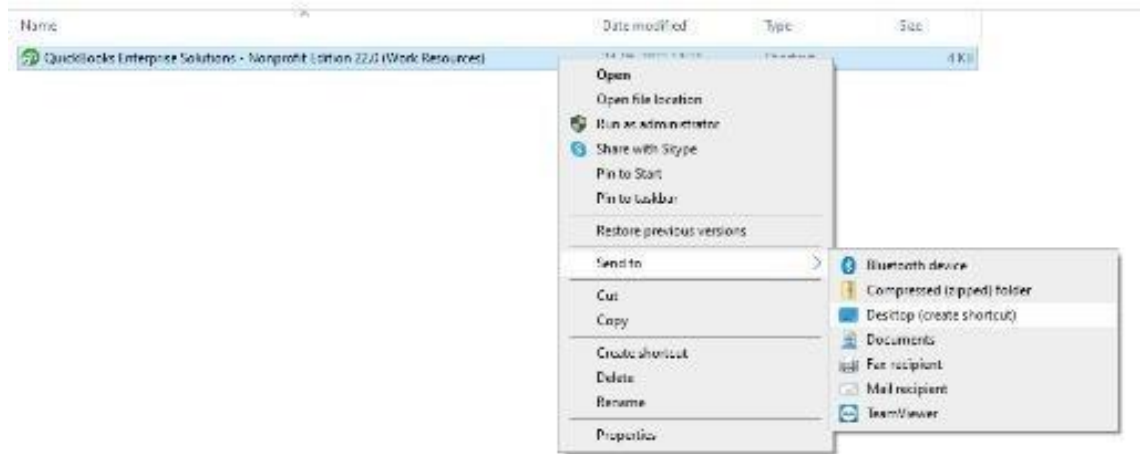 Name Date modified Type Size
QuickBooks Enterprise Solutions - Nonprofit Edition 22.0 (Work Resources) 4 KB
Open
Open file location
Run as administrator
Share with Skype
Pin to Start
Pin to taskbar
Restore previous versions
Send to
Cut
Copy
Create shortcut
Delete
Rename
Properties
Bluetooth device
Compressed (zipped) folder
Desktop (create shortcut)
Documents
Fax recipient
Mail recipient
TeamViewer